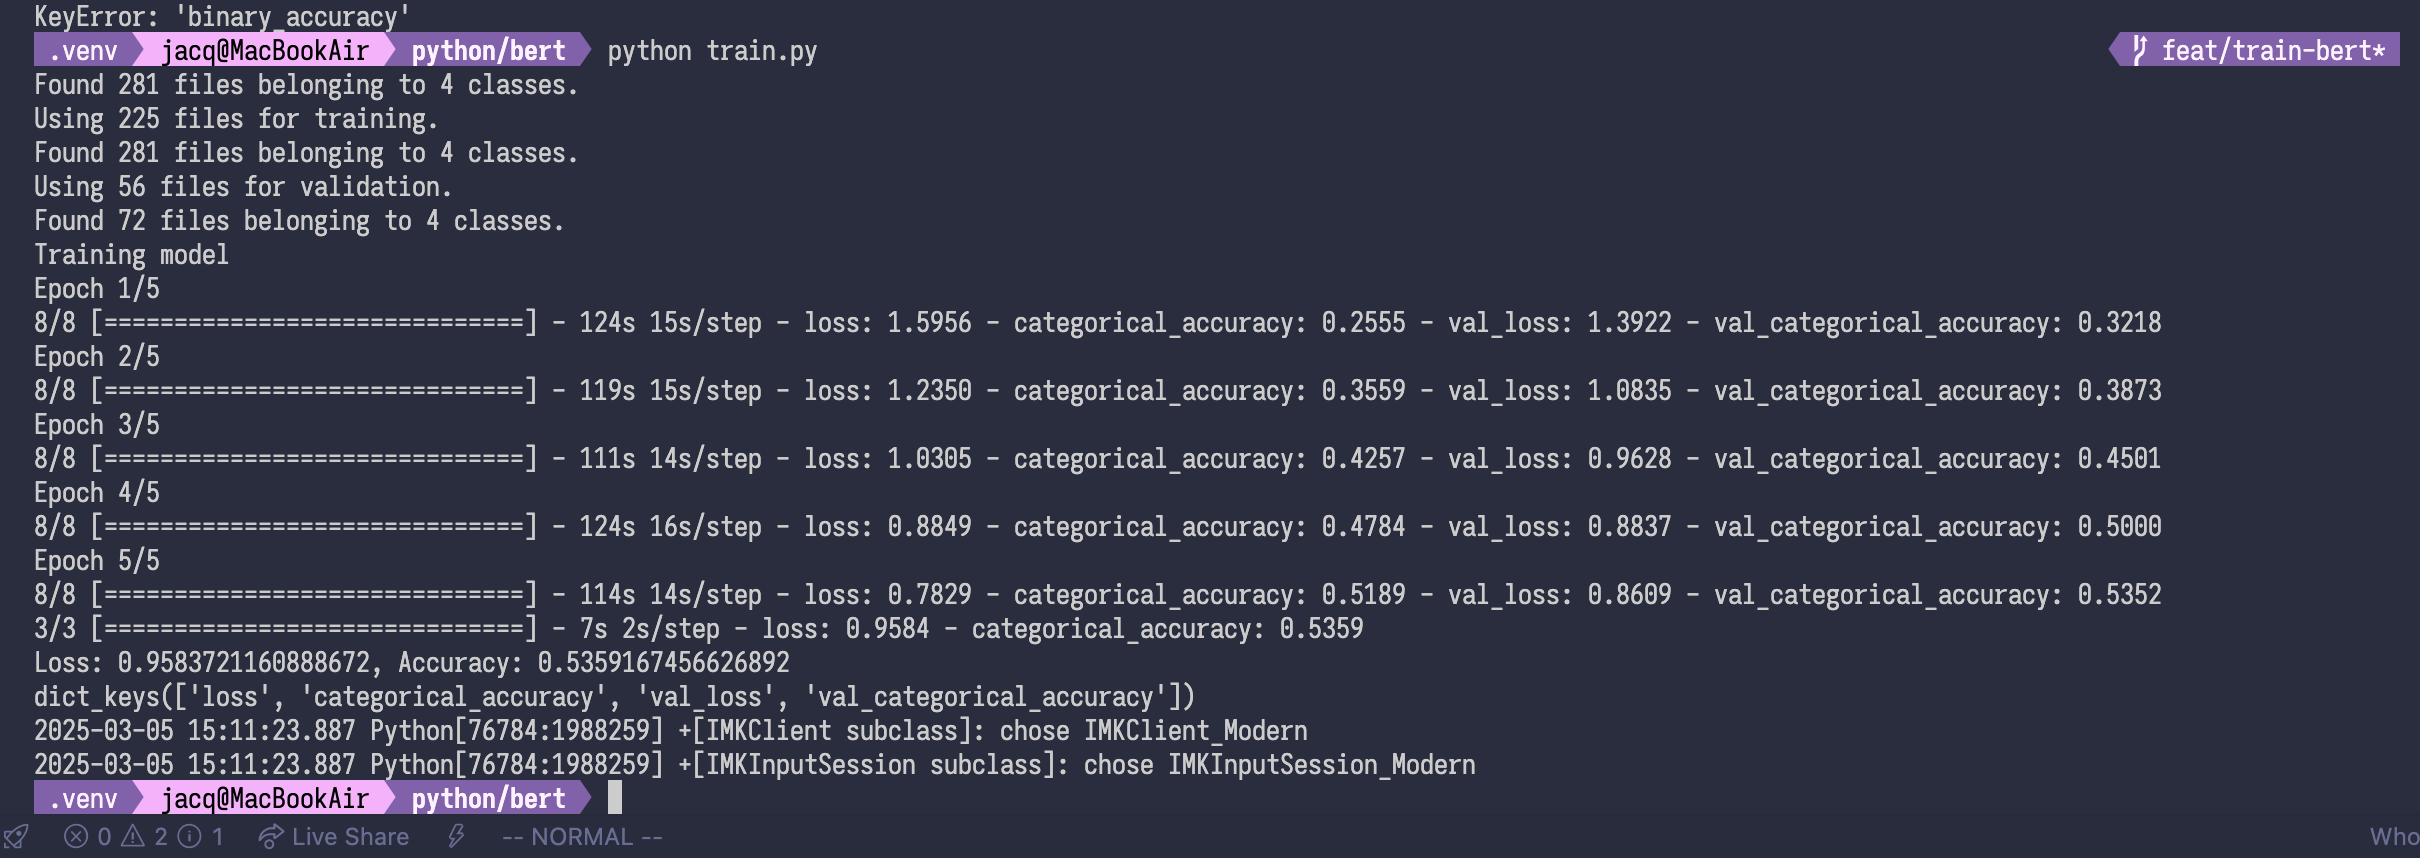 KeyError: 'binary_accuracy'
.venv jacq@MacBookAir python/bert python train.py feat/train-bert*
Found 281 files belonging to 4 classes.
Using 225 files for training.
Found 281 files belonging to 4 classes.
Using 56 files for validation.
Found 72 files belonging to 4 classes.
Training model
Epoch 1/5
8/8 [==============================] - 124s 15s/step - loss: 1.5956 - categorical_accuracy: 0.2555 - val_loss: 1.3922 - val_categorical_accuracy: 0.3218
Epoch 2/5
8/8 [==============================] - 119s 15s/step - loss: 1.2350 - categorical_accuracy: 0.3559 - val_loss: 1.0835 - val_categorical_accuracy: 0.3873
Epoch 3/5
8/8 [==============================] - 111s 14s/step - loss: 1.0305 - categorical_accuracy: 0.4257 - val_loss: 0.9628 - val_categorical_accuracy: 0.4501
Epoch 4/5
8/8 [==============================] - 124s 16s/step - loss: 0.8849 - categorical_accuracy: 0.4784 - val_loss: 0.8837 - val_categorical_accuracy: 0.5000
Epoch 5/5
8/8 [==============================] - 114s 14s/step - loss: 0.7829 - categorical_accuracy: 0.5189 - val_loss: 0.8609 - val_categorical_accuracy: 0.5352
3/3 [==============================] - 7s 2s/step - loss: 0.9584 - categorical_accuracy: 0.5359
Loss: 0.9583721160888672, Accuracy: 0.5359167456626892
dict_keys(['loss', 'categorical_accuracy', 'val_loss', 'val_categorical_accuracy'])
2025-03-05 15:11:23.887 Python[76784:1988259] +[IMKClient subclass]: chose IMKClient_Modern
2025-03-05 15:11:23.887 Python[76784:1988259] +[IMKInputSession subclass]: chose IMKInputSession_Modern
.venv jacq@MacBookAir python/bert
0 2 1 Live Share -- NORMAL -- Who